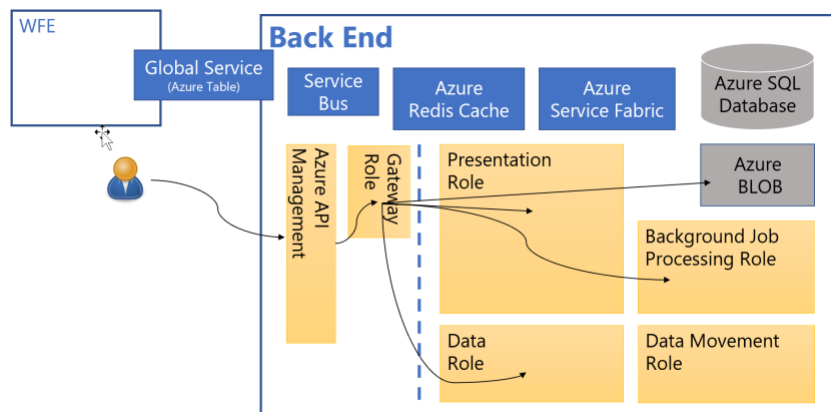 WFE
Back End
Global Service
(Azure Table)
Service
Bus
Azure
Redis Cache
Azure
Service Fabric
Azure SQL
Database
Azure API
Management
Gateway
Role
Presentation
Role
Azure
BLOB
Background Job
Processing Role
Data
Role
Data Movement
Role